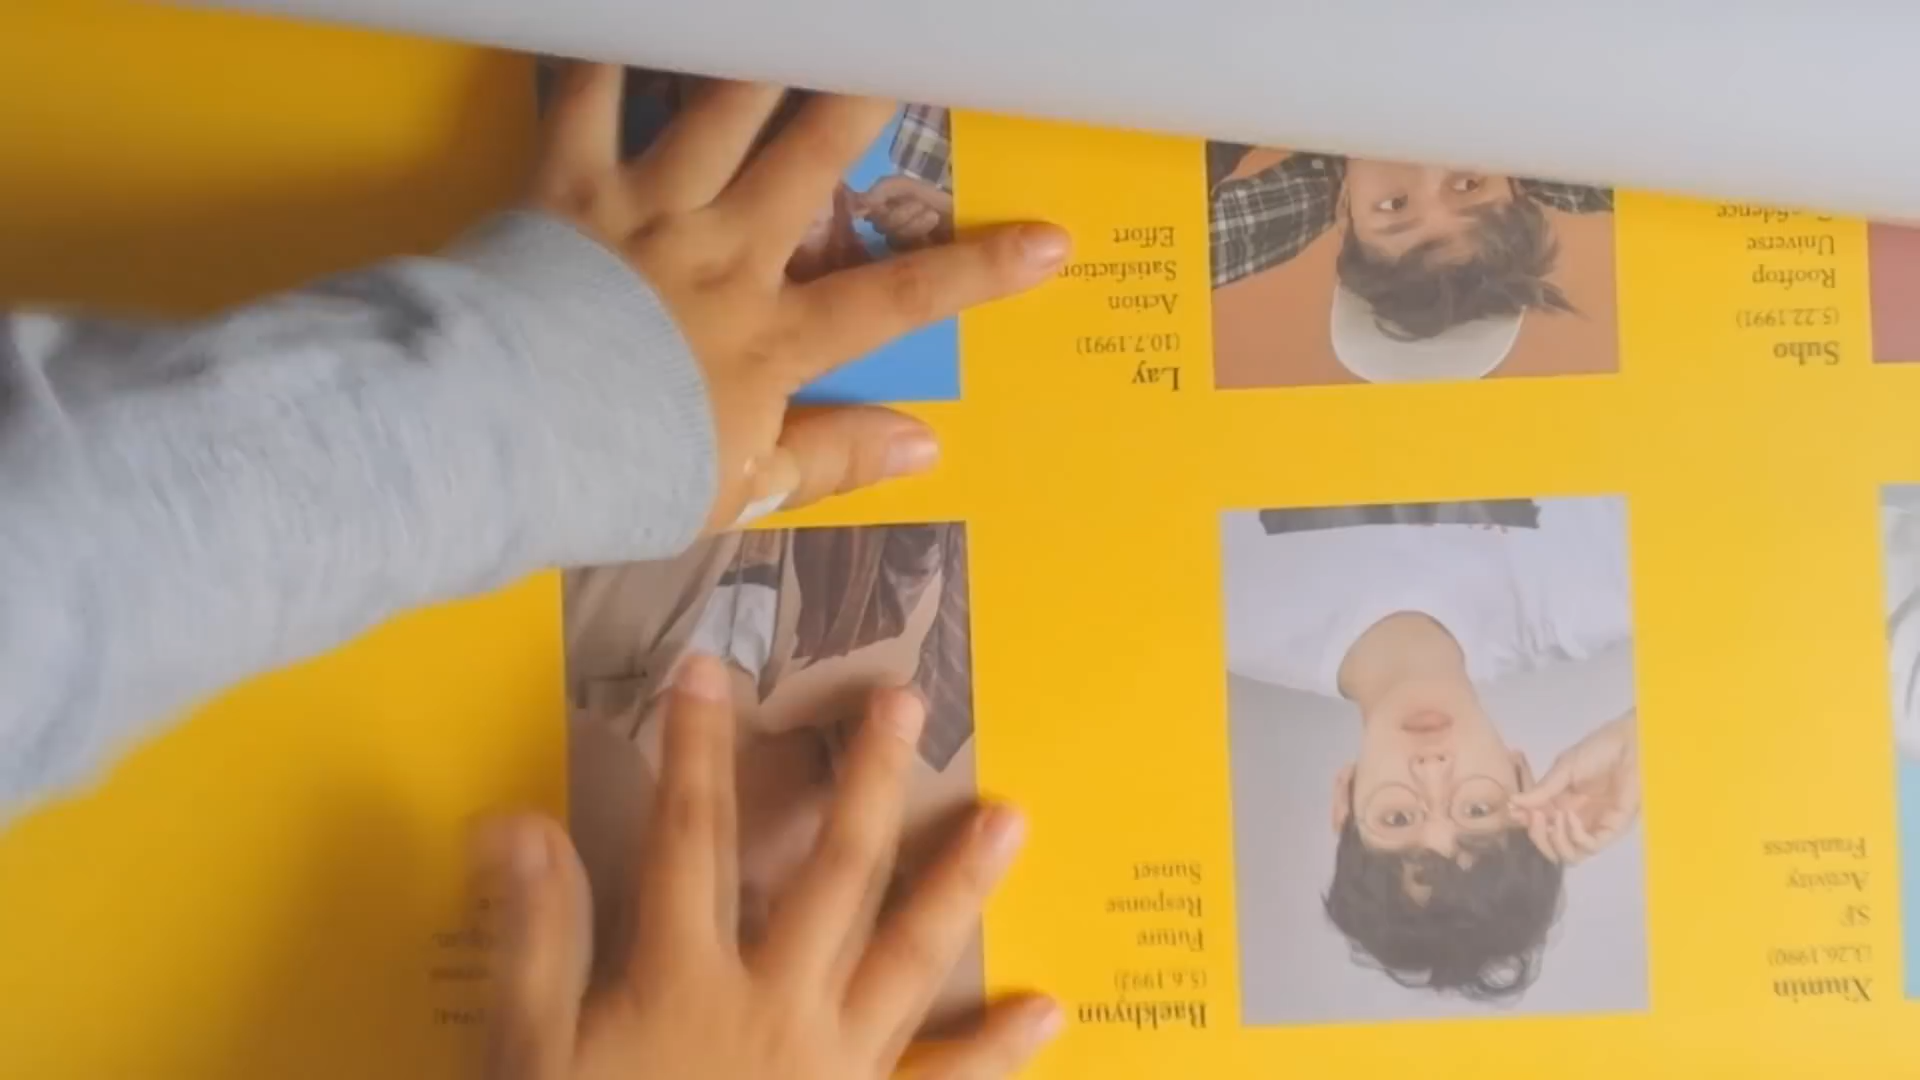 Xiumin
(3.26.1990)
SF
Activity
Frankness
Baekhyun
(5.6.1992)
Future
Response
Sunset
Suho
(5.22.1991)
Rooftop
Universe
Confidence
Lay
(10.7.1991)
Action
Satisfaction
Effort